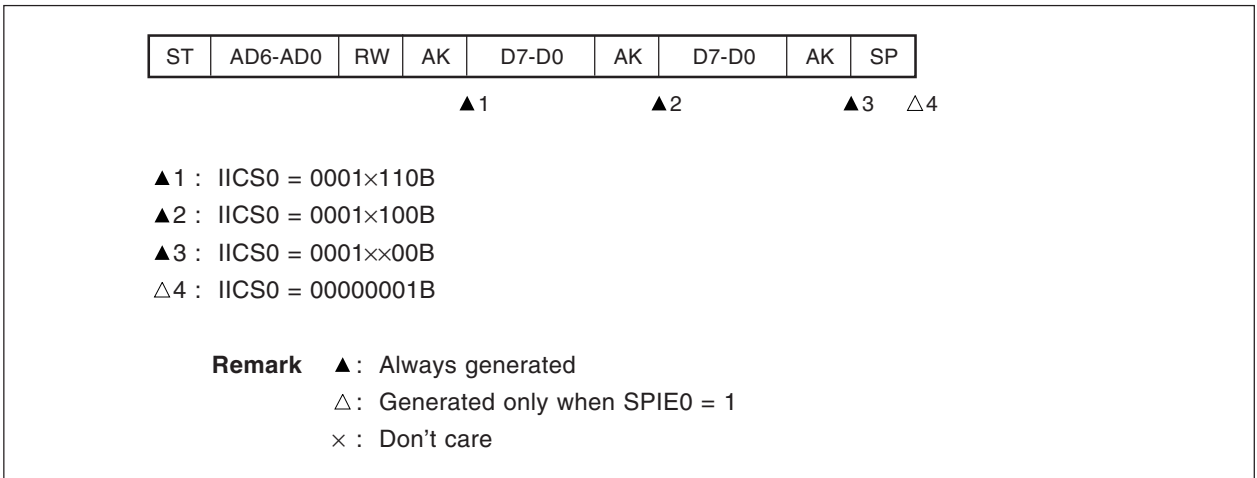 ST AD6-AD0 RW AK D7-D0 AK D7-D0 AK SP
▲1 ▲2 ▲3 △4
▲1 : IICS0 = 0001×110B
▲2 : IICS0 = 0001×100B
▲3 : IICS0 = 0001××00B
△4 : IICS0 = 00000001B
Remark ▲ : Always generated
△ : Generated only when SPIE0 = 1
× : Don't care